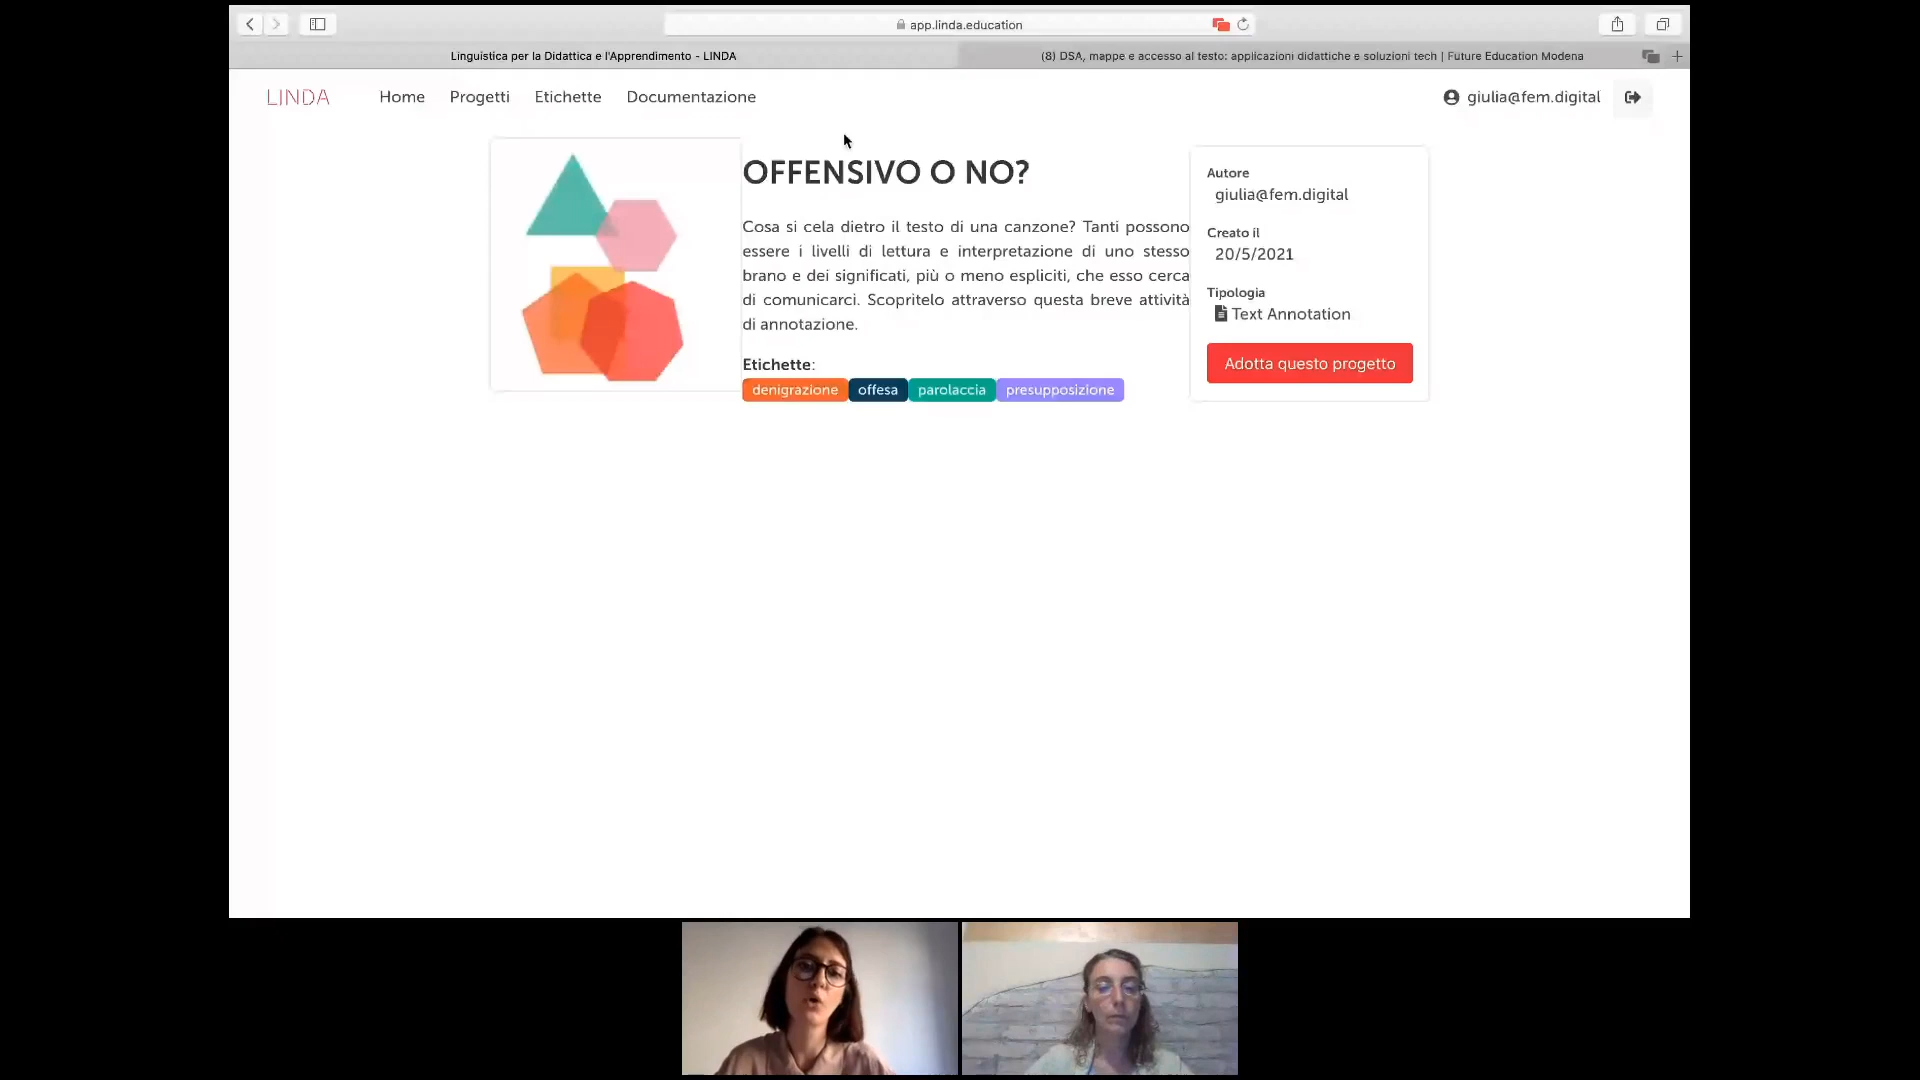 app.linda.education
Linguistica per la Didattica e l'Apprendimento - LINDA
(8) DSA, mappe e accesso al testo: applicazioni didattiche e soluzioni tech | Future Education Modena
LINDA
Home
Progetti
Etichette
Documentazione
giulia@fem.digital
OFFENSIVO O NO?
Cosa si cela dietro il testo di una canzone? Tanti possono
essere i livelli di lettura e interpretazione di uno stesso
brano e dei significati, più o meno espliciti, che esso cerca
di comunicarci. Scopritelo attraverso questa breve attività
di annotazione.
Etichette:
denigrazione
offesa
parolaccia
presupposizione
Autore
giulia@fem.digital
Creato il
20/5/2021
Tipologia
Text Annotation
Adotta questo progetto